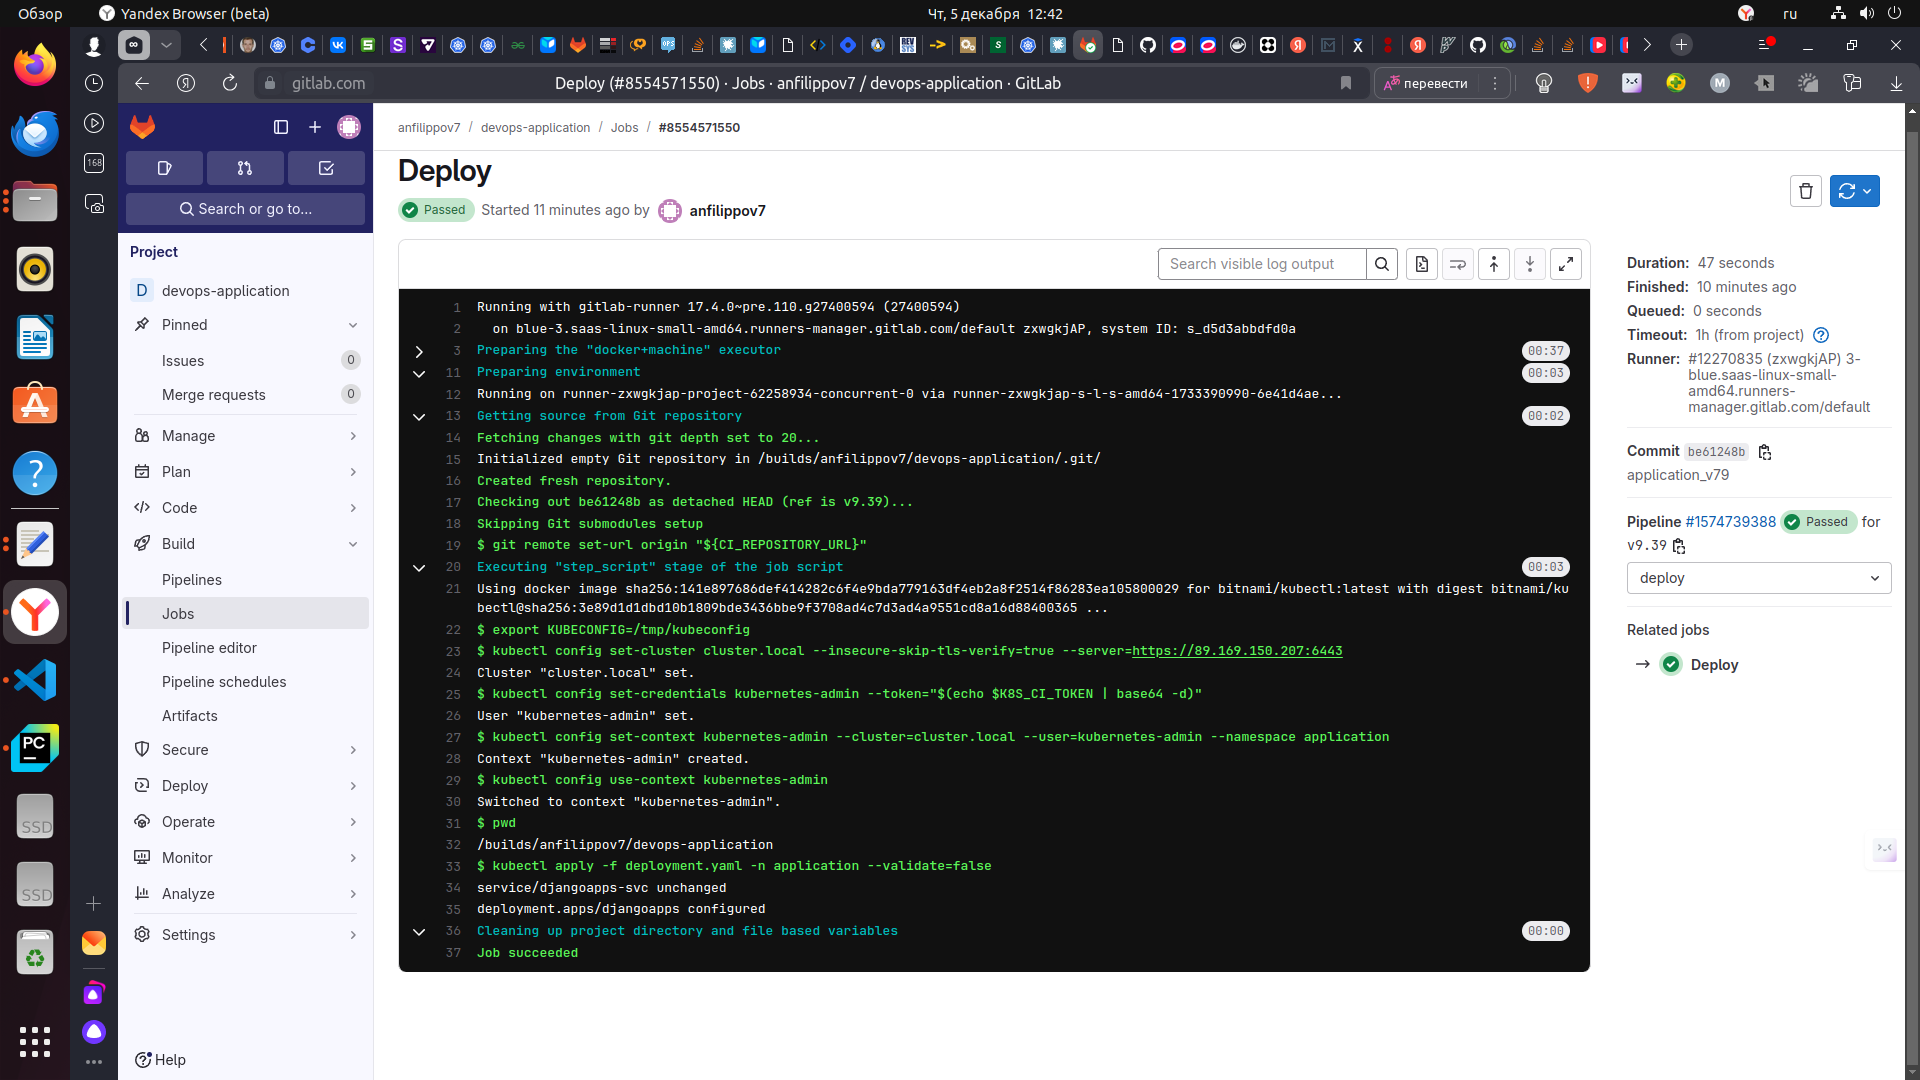 Обзор
Yandex Browser (beta)
Чт, 5 декабря 12:42
ru
gitlab.com
Deploy (#8554571550) · Jobs · anfilippov7 / devops-application · GitLab
перевести
168
anfilippov7 / devops-application / Jobs / #8554571550
Search or go to...
Project
D devops-application
Pinned
Issues 0
Merge requests 0
Manage
Plan
Code
Build
Pipelines
Jobs
Pipeline editor
Pipeline schedules
Artifacts
Secure
Deploy
Operate
Monitor
Analyze
Settings
Help
SSD
SSD
Deploy
Passed Started 11 minutes ago by anfilippov7
Search visible log output
1 Running with gitlab-runner 17.4.0~pre.110.g27400594 (27400594)
2 on blue-3.saas-linux-small-amd64.runners-manager.gitlab.com/default zxwgkjAP, system ID: s_d5d3abbdfd0a
3 Preparing the "docker+machine" executor 00:37
11 Preparing environment 00:03
12 Running on runner-zxwgkjap-project-62258934-concurrent-0 via runner-zxwgkjap-s-l-s-amd64-1733390990-6e41d4ae...
13 Getting source from Git repository 00:02
14 Fetching changes with git depth set to 20...
15 Initialized empty Git repository in /builds/anfilippov7/devops-application/.git/
16 Created fresh repository.
17 Checking out be61248b as detached HEAD (ref is v9.39)...
18 Skipping Git submodules setup
19 $ git remote set-url origin "${CI_REPOSITORY_URL}"
20 Executing "step_script" stage of the job script 00:03
21 Using docker image sha256:141e897686def414282c6f4e9bda779163df4eb2a8f2514f86283ea105800029 for bitnami/kubectl:latest with digest bitnami/ku
bectl@sha256:3e89d1d1dbd10b1809bde3436bbe9f3708ad4c7d3ad4a9551cd8a16d88400365 ...
22 $ export KUBECONFIG=/tmp/kubeconfig
23 $ kubectl config set-cluster cluster.local --insecure-skip-tls-verify=true --server=https://89.169.150.207:6443
24 Cluster "cluster.local" set.
25 $ kubectl config set-credentials kubernetes-admin --token="$(echo $K8S_CI_TOKEN | base64 -d)"
26 User "kubernetes-admin" set.
27 $ kubectl config set-context kubernetes-admin --cluster=cluster.local --user=kubernetes-admin --namespace application
28 Context "kubernetes-admin" created.
29 $ kubectl config use-context kubernetes-admin
30 Switched to context "kubernetes-admin".
31 $ pwd
32 /builds/anfilippov7/devops-application
33 $ kubectl apply -f deployment.yaml -n application --validate=false
34 service/djangoapps-svc unchanged
35 deployment.apps/djangoapps configured
36 Cleaning up project directory and file based variables 00:00
37 Job succeeded
Duration: 47 seconds
Finished: 10 minutes ago
Queued: 0 seconds
Timeout: 1h (from project)
Runner: #12270835 (zxwgkjAP) 3-
blue.saas-linux-small-
amd64.runners-
manager.gitlab.com/default
Commit be61248b
application_v79
Pipeline #1574739388 Passed for
v9.39
deploy
Related jobs
Deploy